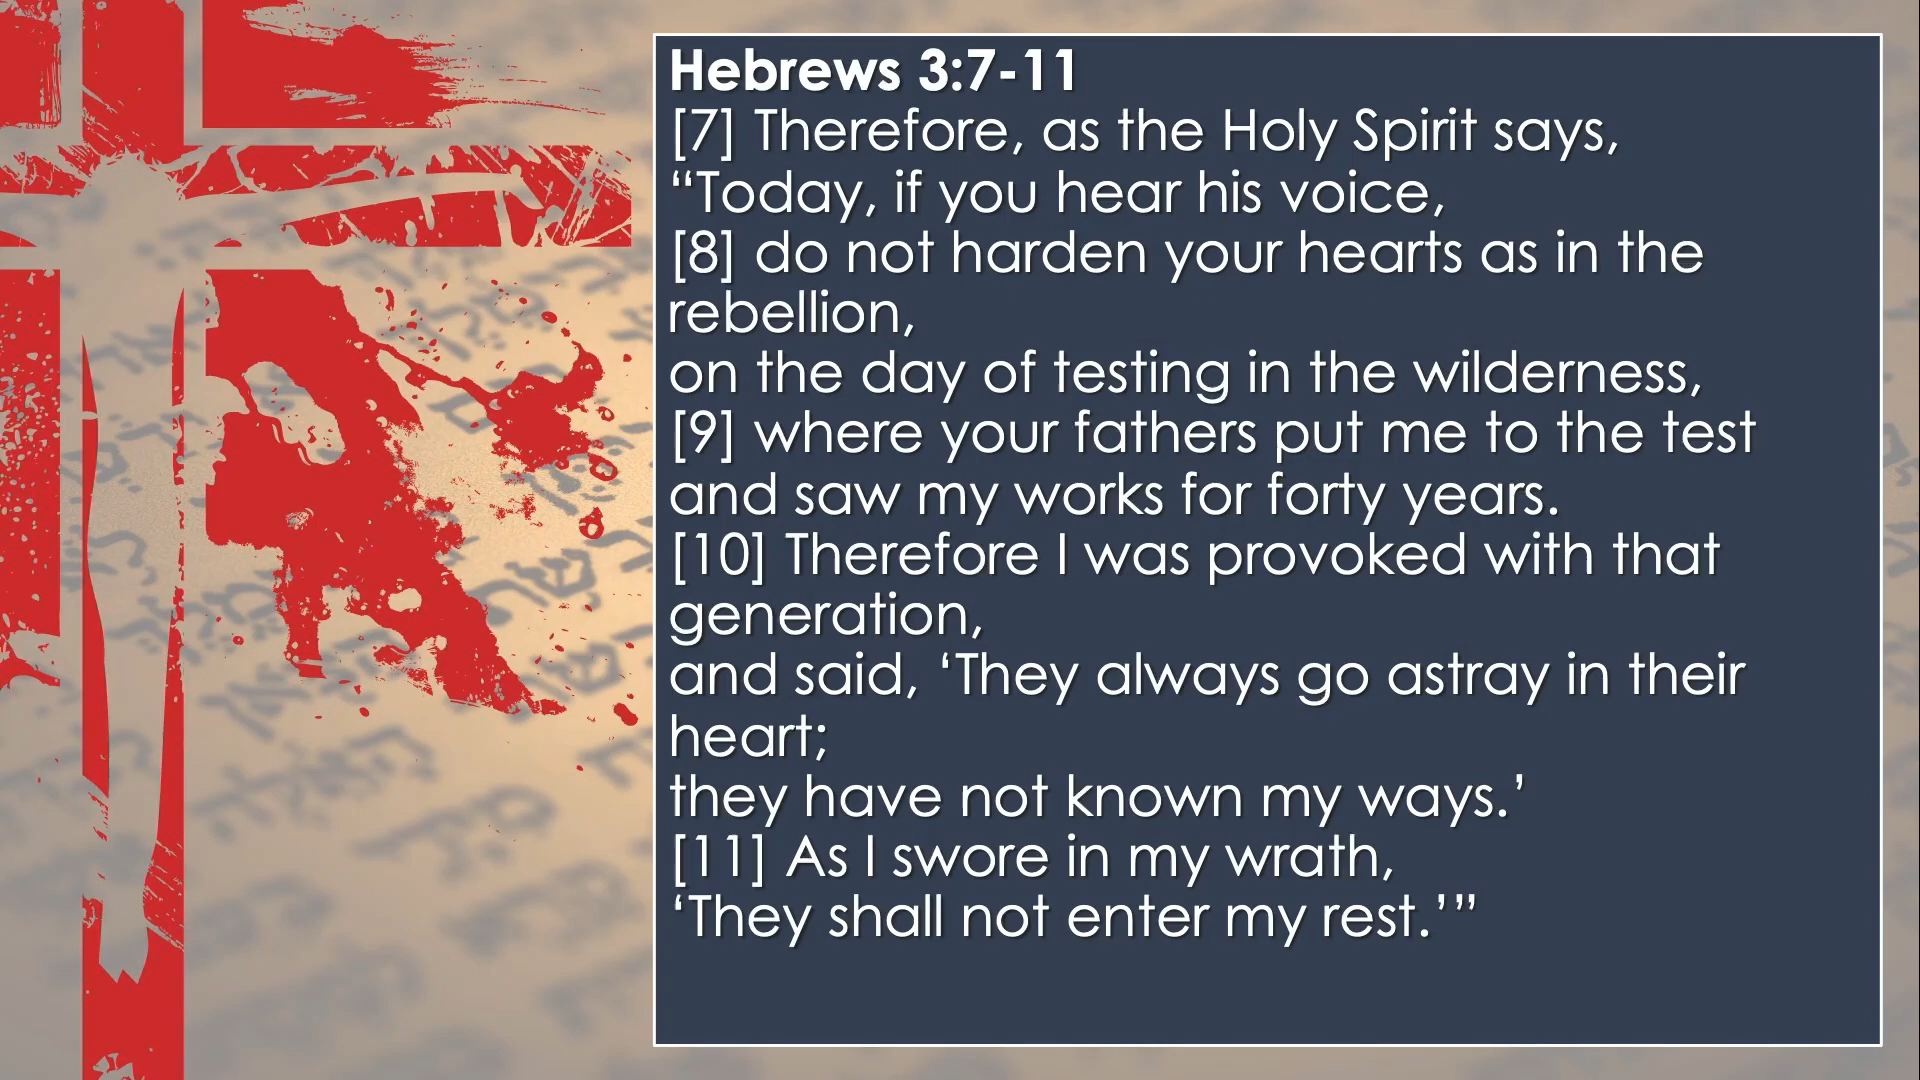 Hebrews 3:7-11
[7] Therefore, as the Holy Spirit says,
“Today, if you hear his voice,
[8] do not harden your hearts as in the
rebellion,
on the day of testing in the wilderness,
[9] where your fathers put me to the test
and saw my works for forty years.
[10] Therefore I was provoked with that
generation,
and said, ‘They always go astray in their
heart;
they have not known my ways.’
[11] As I swore in my wrath,
‘They shall not enter my rest.’”